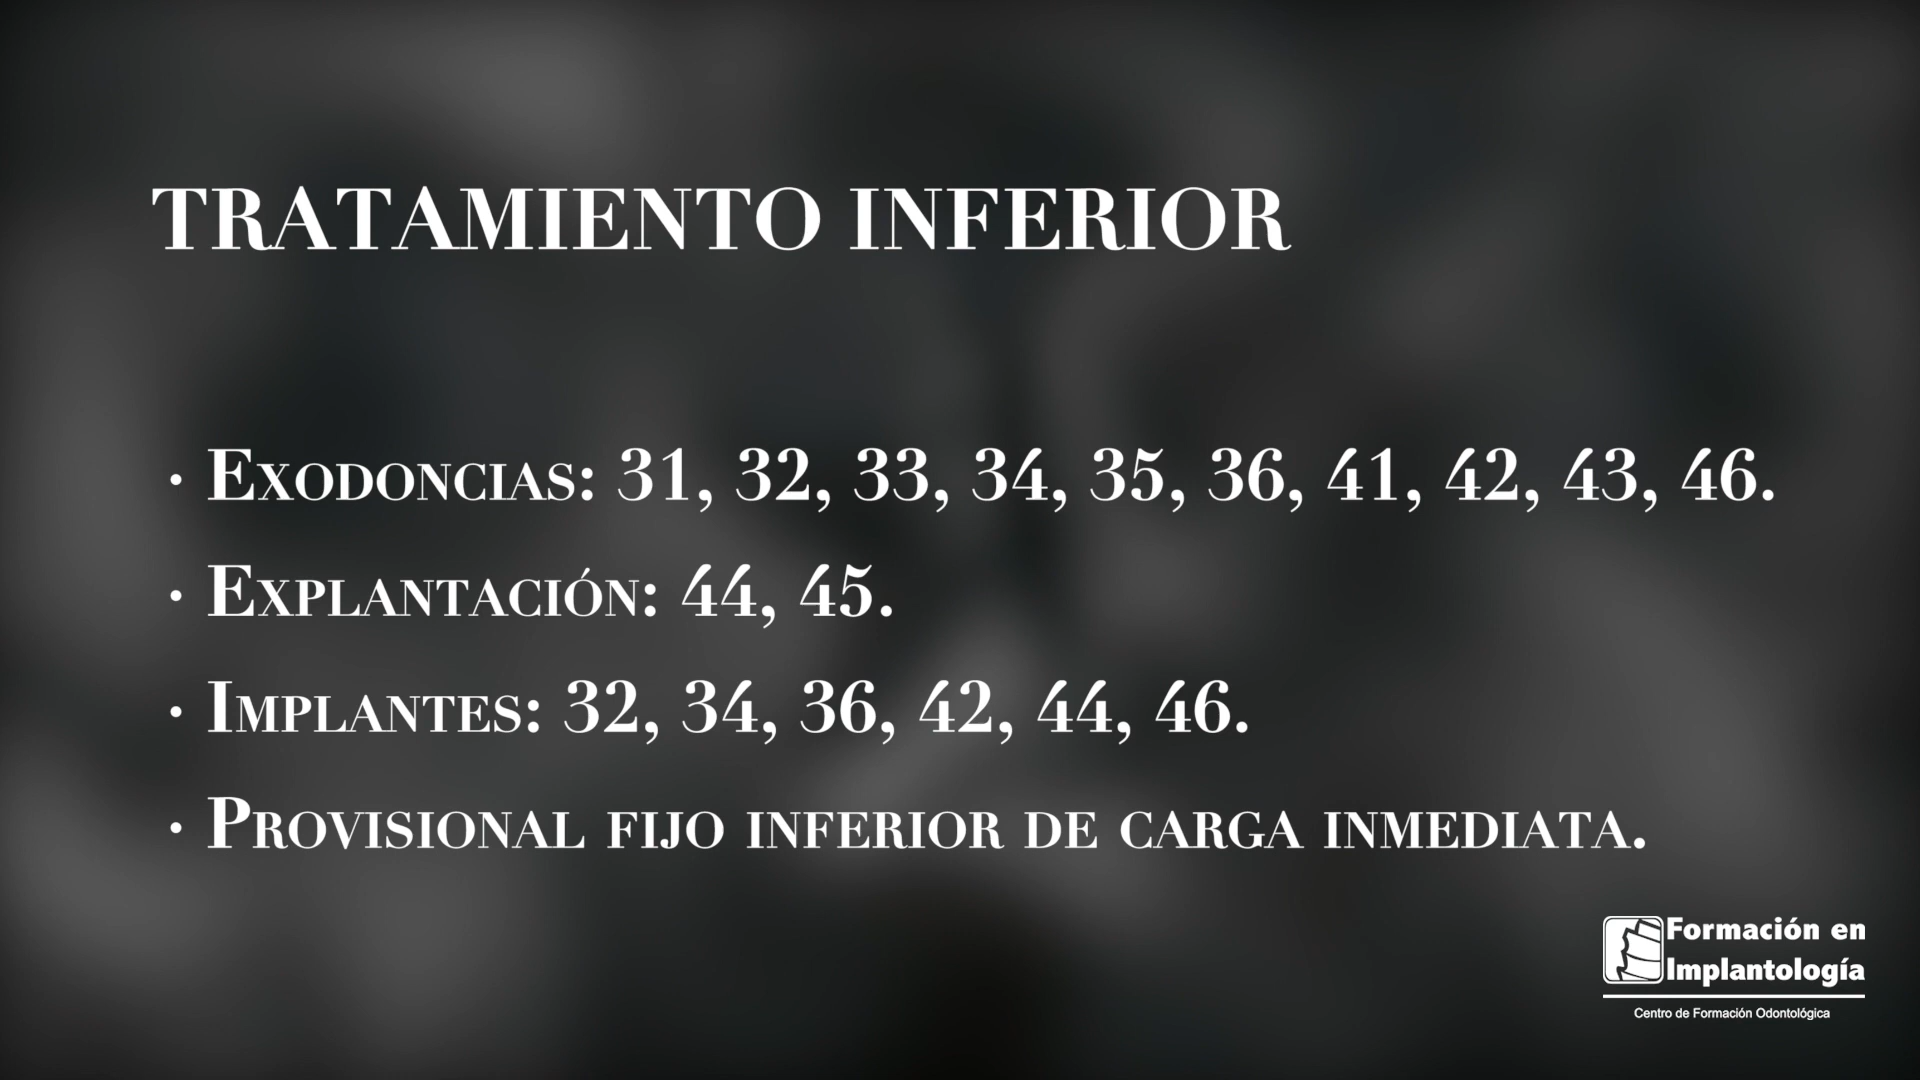 TRATAMIENTO INFERIOR
· Exodoncias: 31, 32, 33, 34, 35, 36, 41, 42, 43, 46.
· Explantación: 44, 45.
· Implantes: 32, 34, 36, 42, 44, 46.
· Provisional fijo inferior de carga inmediata.
Formación en
Implantología
Centro de Formación Odontológica